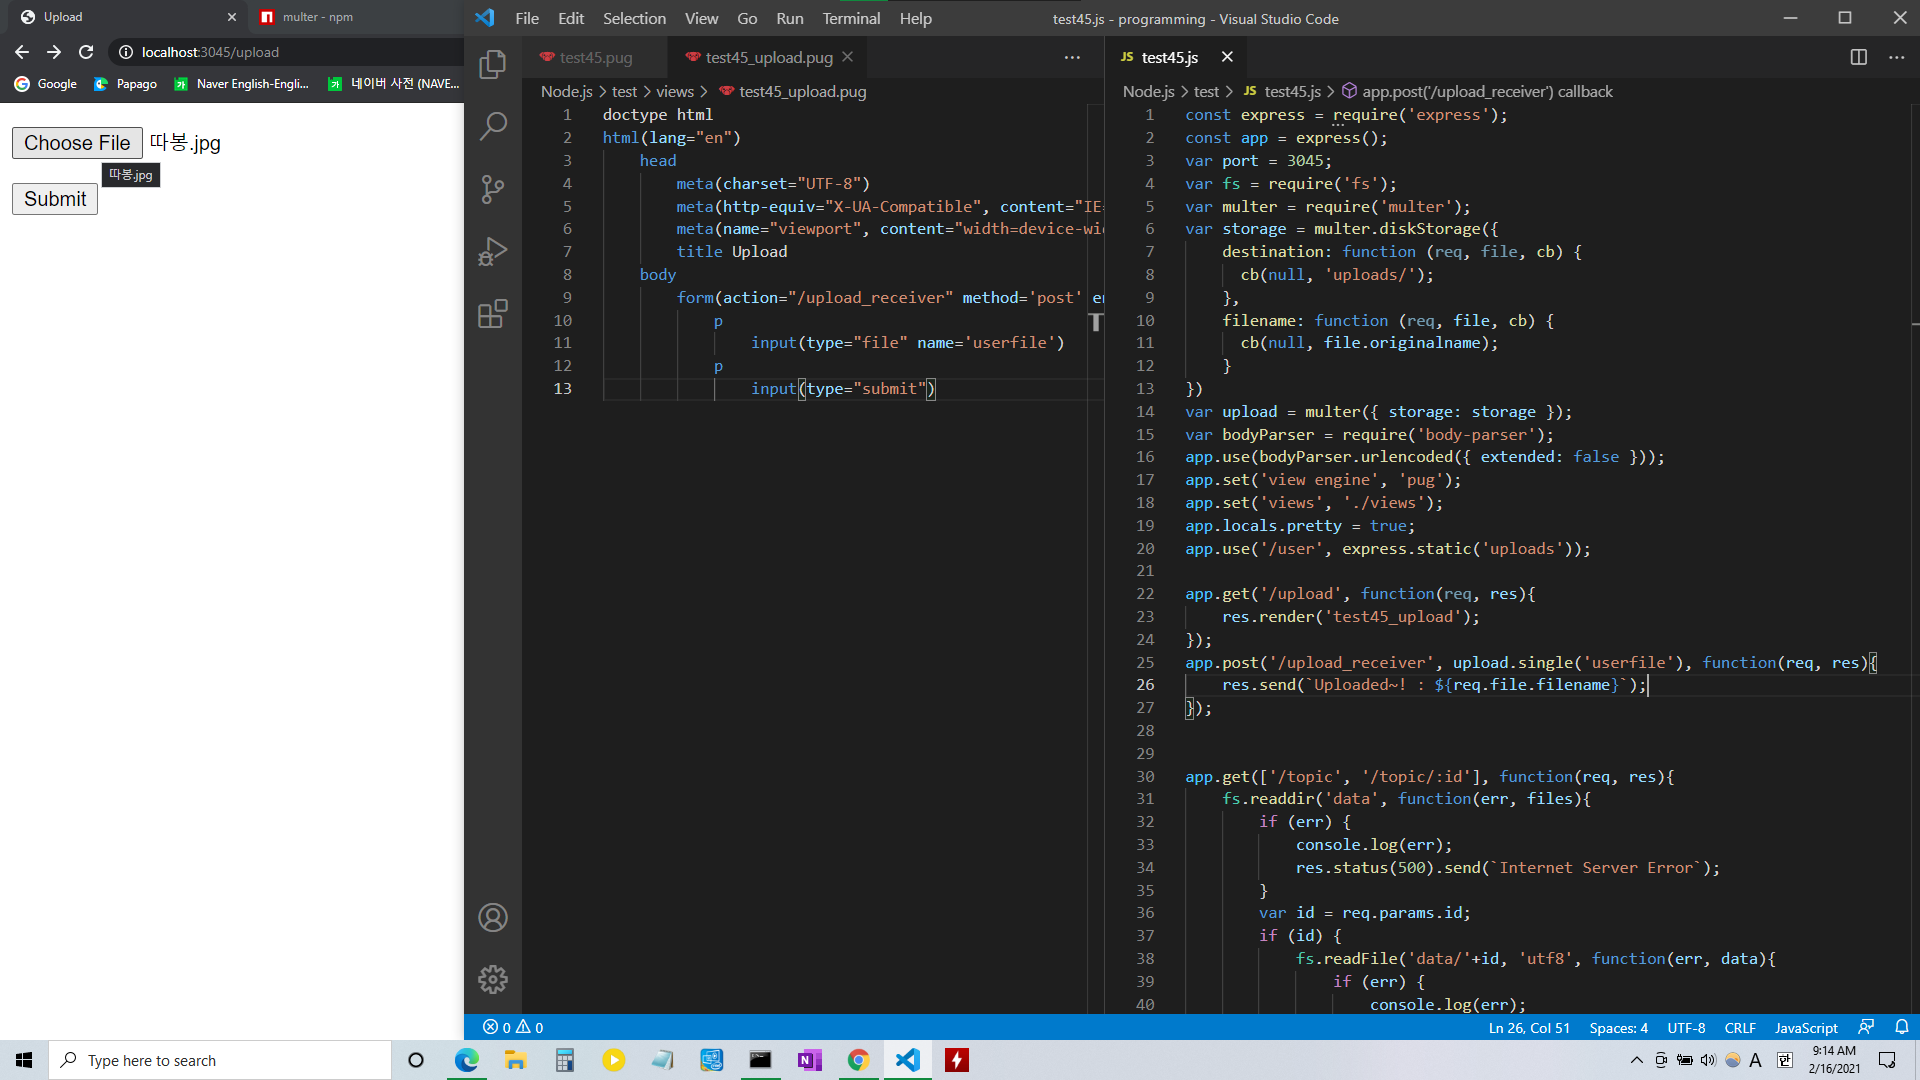 Upload
multer - npm
localhost:3045/upload
Google
Papago
Naver English-Engli...
네이버 사전 (NAVE...
Choose File 따봉.jpg
따봉.jpg
Submit
File Edit Selection View Go Run Terminal Help
test45.js - programming - Visual Studio Code
test45.pug
test45_upload.pug
Node.js > test > views > test45_upload.pug
1 doctype html
2 html(lang="en")
3 head
4 meta(charset="UTF-8")
5 meta(http-equiv="X-UA-Compatible", content="IE=
6 meta(name="viewport", content="width=device-wi
7 title Upload
8 body
9 form(action="/upload_receiver" method='post' en
10 p
11 input(type="file" name='userfile')
12 p
13 input(type="submit")
JS test45.js
Node.js > test > JS test45.js > app.post('/upload_receiver') callback
1 const express = require('express');
2 const app = express();
3 var port = 3045;
4 var fs = require('fs');
5 var multer = require('multer');
6 var storage = multer.diskStorage({
7 destination: function (req, file, cb) {
8 cb(null, 'uploads/');
9 },
10 filename: function (req, file, cb) {
11 cb(null, file.originalname);
12 }
13 })
14 var upload = multer({ storage: storage });
15 var bodyParser = require('body-parser');
16 app.use(bodyParser.urlencoded({ extended: false }));
17 app.set('view engine', 'pug');
18 app.set('views', './views');
19 app.locals.pretty = true;
20 app.use('/user', express.static('uploads'));
21
22 app.get('/upload', function(req, res){
23 res.render('test45_upload');
24 });
25 app.post('/upload_receiver', upload.single('userfile'), function(req, res){
26 res.send(`Uploaded~! : ${req.file.filename}`);
27 });
28
29
30 app.get(['/topic', '/topic/:id'], function(req, res){
31 fs.readdir('data', function(err, files){
32 if (err) {
33 console.log(err);
34 res.status(500).send(`Internet Server Error`);
35 }
36 var id = req.params.id;
37 if (id) {
38 fs.readFile('data/'+id, 'utf8', function(err, data){
39 if (err) {
40 console.log(err);
0 0
Ln 26, Col 51 Spaces: 4 UTF-8 CRLF JavaScript
Type here to search
A 한
9:14 AM
2/16/2021